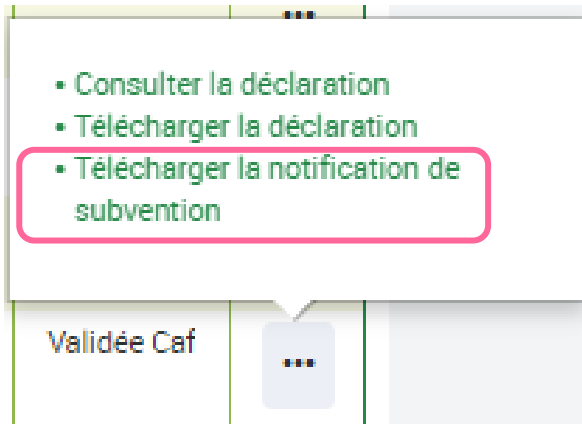 •••
• Consulter la déclaration
• Télécharger la déclaration
• Télécharger la notification de
subvention
Validée Caf
•••